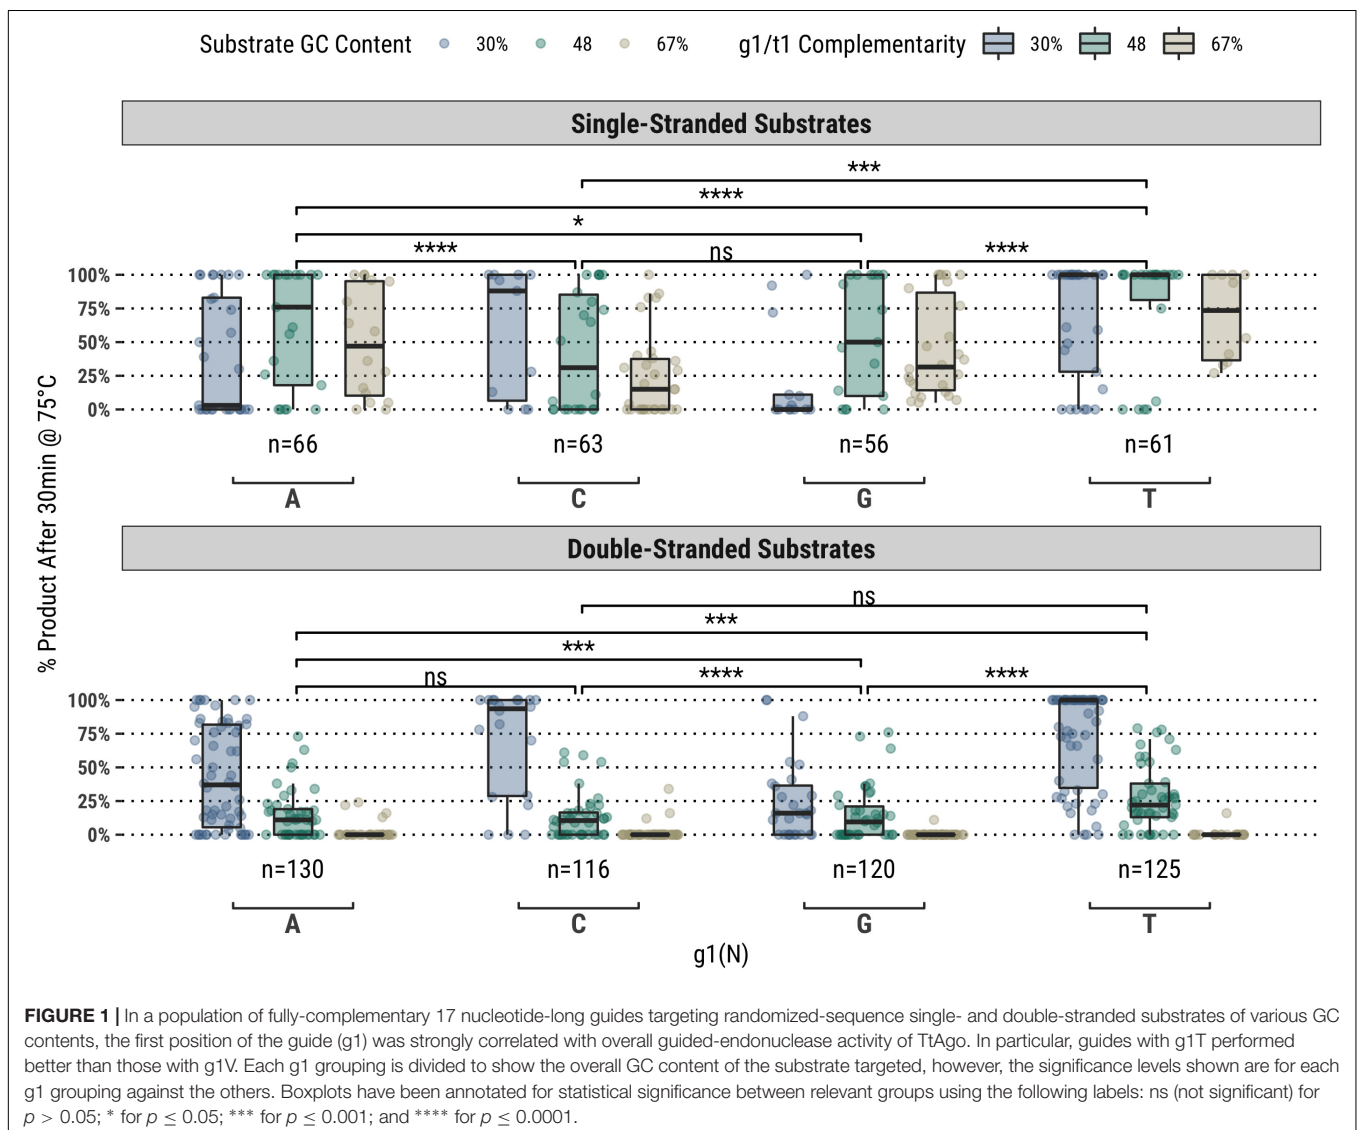 Substrate GC Content 30% 48 67% g1/t1 Complementarity 30% 48 67%
Single-Stranded Substrates
***
****
*
**** ns ****
100%
75%
50%
25%
0%
n=66 n=63 n=56 n=61
A C G T
% Product After 30min @ 75°C
Double-Stranded Substrates
ns
***
***
ns **** ****
100%
75%
50%
25%
0%
n=130 n=116 n=120 n=125
A C G T
g1(N)
FIGURE 1 | In a population of fully-complementary 17 nucleotide-long guides targeting randomized-sequence single- and double-stranded substrates of various GC
contents, the first position of the guide (g1) was strongly correlated with overall guided-endonuclease activity of TtAgo. In particular, guides with g1T performed
better than those with g1V. Each g1 grouping is divided to show the overall GC content of the substrate targeted, however, the significance levels shown are for each
g1 grouping against the others. Boxplots have been annotated for statistical significance between relevant groups using the following labels: ns (not significant) for
p > 0.05; * for p ≤ 0.05; *** for p ≤ 0.001; and **** for p ≤ 0.0001.